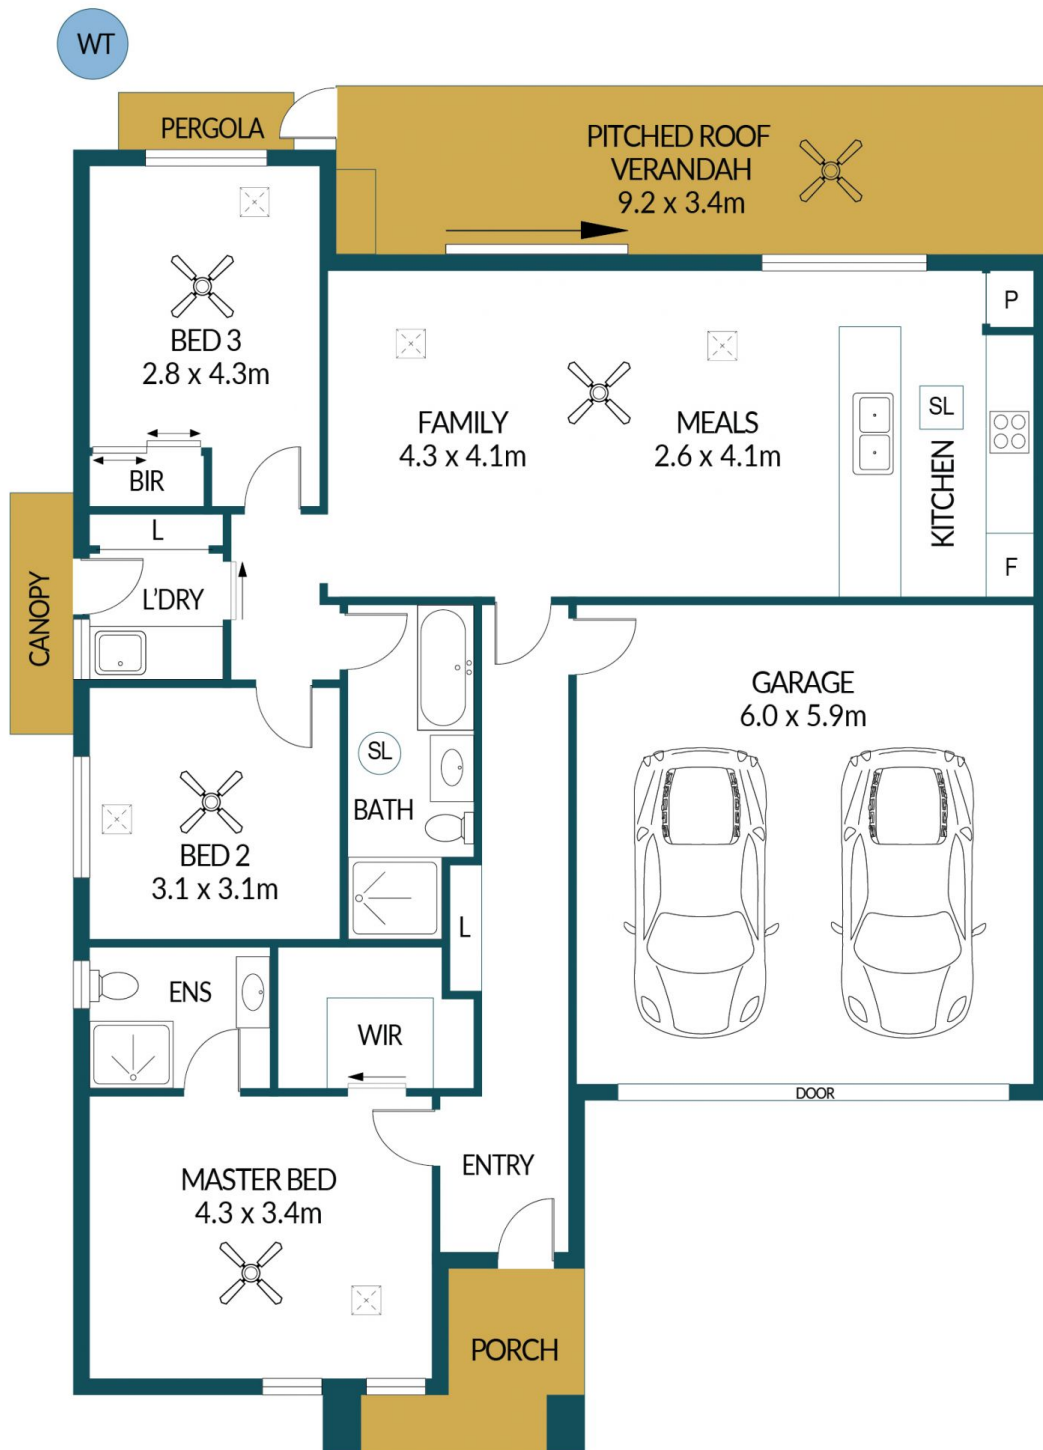 WT
PERGOLA
PITCHED ROOF
VERANDAH
9.2 x 3.4m
BED 3
2.8 x 4.3m
BIR
P
FAMILY
4.3 x 4.1m
MEALS
2.6 x 4.1m
SL
KITCHEN
F
L
L'DRY
CANOPY
GARAGE
6.0 x 5.9m
SL
BATH
BED 2
3.1 x 3.1m
L
ENS
WIR
DOOR
ENTRY
MASTER BED
4.3 x 3.4m
PORCH